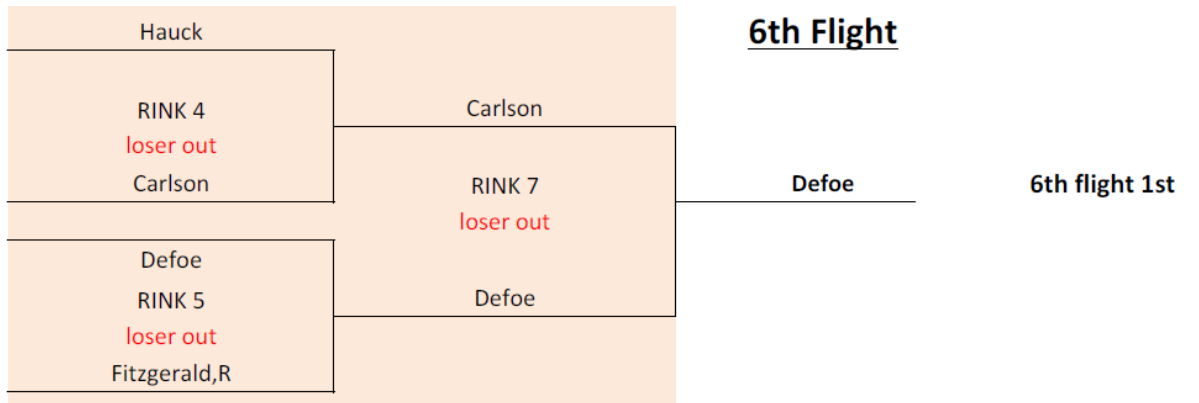 Hauck
6th Flight
RINK 4
Carlson
loser out
Carlson
RINK 7
Defoe
6th flight 1st
loser out
Defoe
RINK 5
Defoe
loser out
Fitzgerald,R